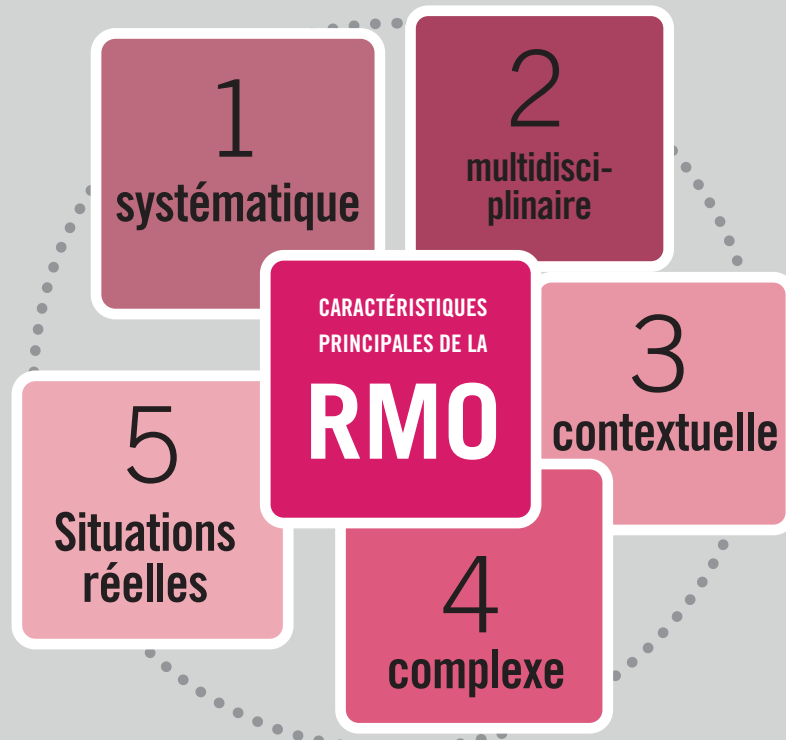 1
systématique
2
multidisci-
plinaire
CARACTÉRISTIQUES
PRINCIPALES DE LA
RMO
3
contextuelle
4
complexe
5
Situations
réelles